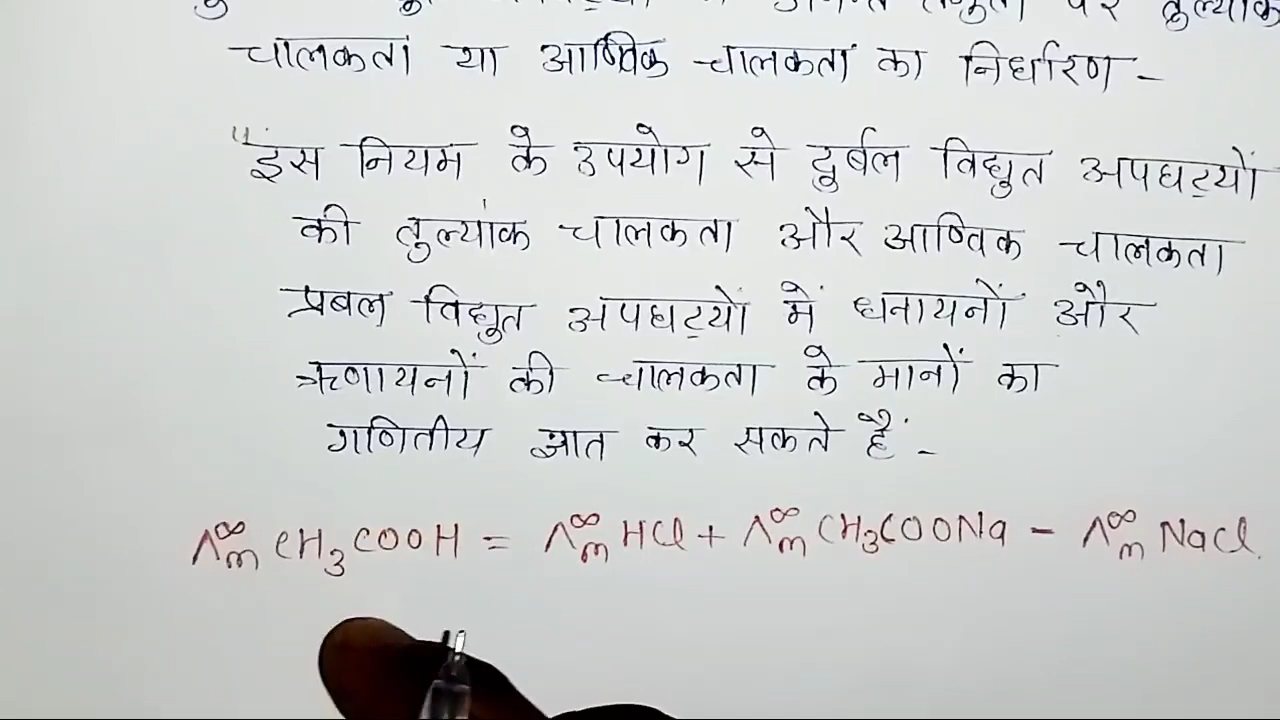 पर तुल्यांक
चालकता या आण्विक चालकता का निर्धारण -
"इस नियम के उपयोग से दुर्बल विद्युत अपघट्यों
की तुल्यांक चालकता और आण्विक चालकता
प्रबल विद्युत अपघट्यों में धनायनों और
ऋणायनों की चालकता के मानों का
गणितीय ज्ञात कर सकते हैं -
Λ∞m CH3COOH = Λ∞m HCl + Λ∞m CH3COONa - Λ∞m NaCl